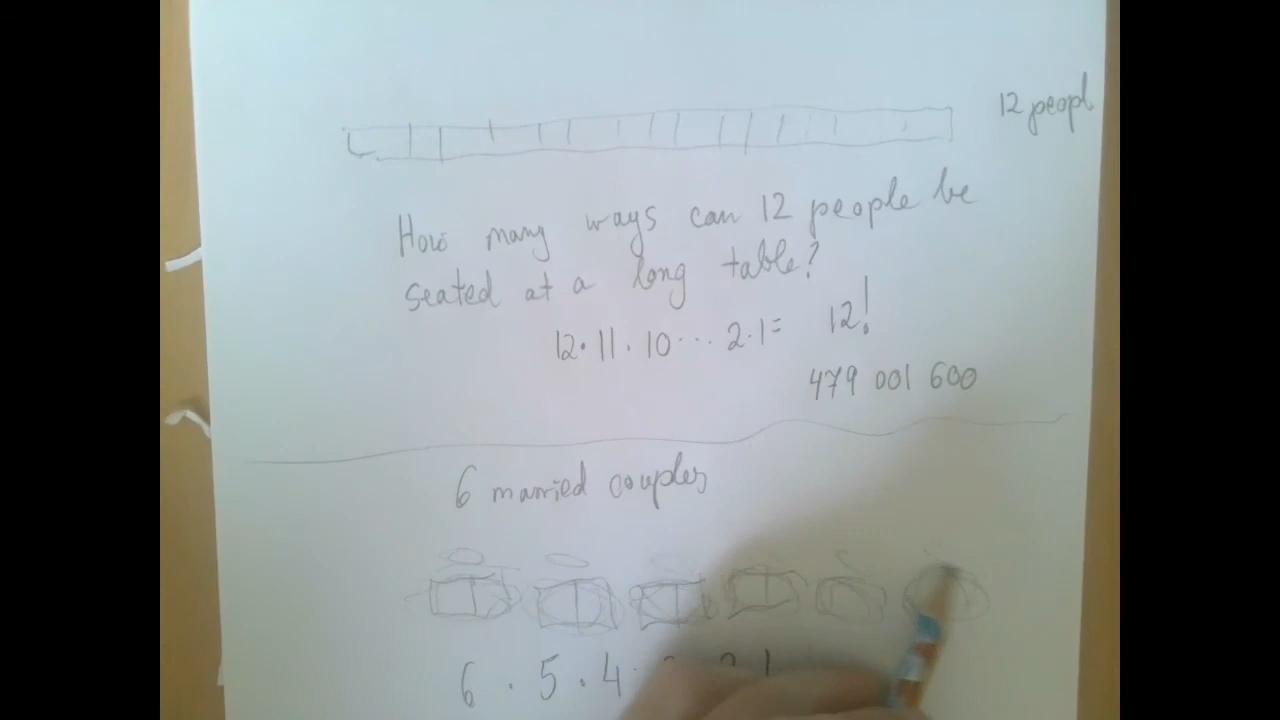 12 peopl
How many ways can 12 people be
seated at a long table?
12 · 11 · 10 ··· 2 · 1 = 12!
479 001 600
6 married couples
6 · 5 · 4